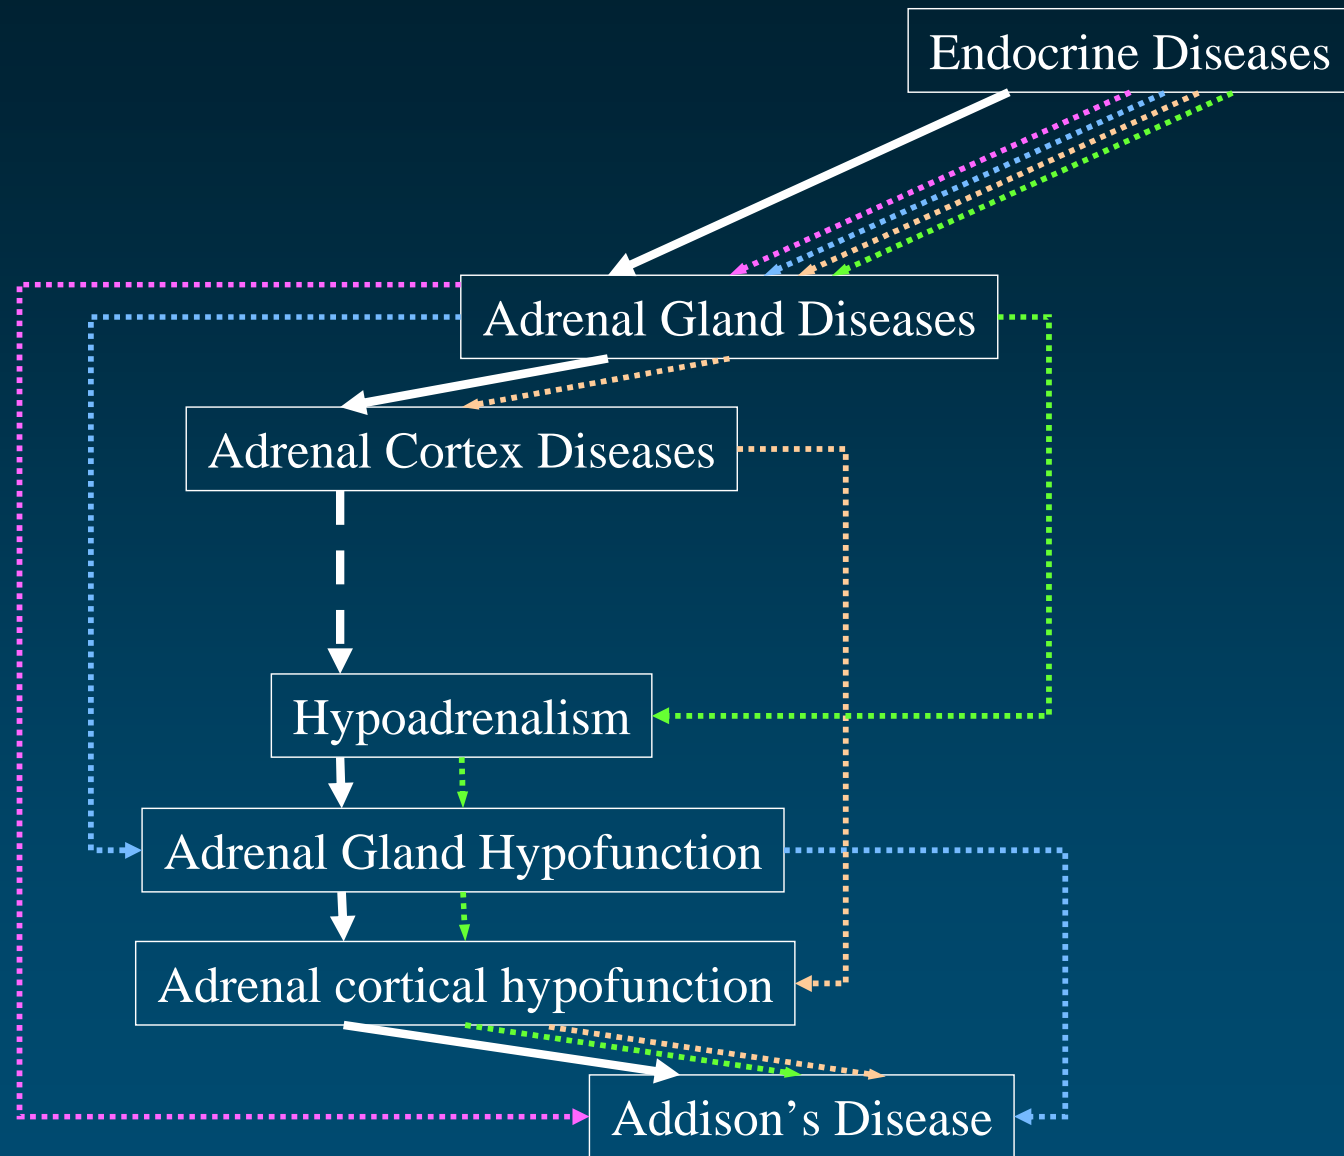 Endocrine Diseases
Adrenal Gland Diseases
Adrenal Cortex Diseases
Hypoadrenalism
Adrenal Gland Hypofunction
Adrenal cortical hypofunction
Addison’s Disease